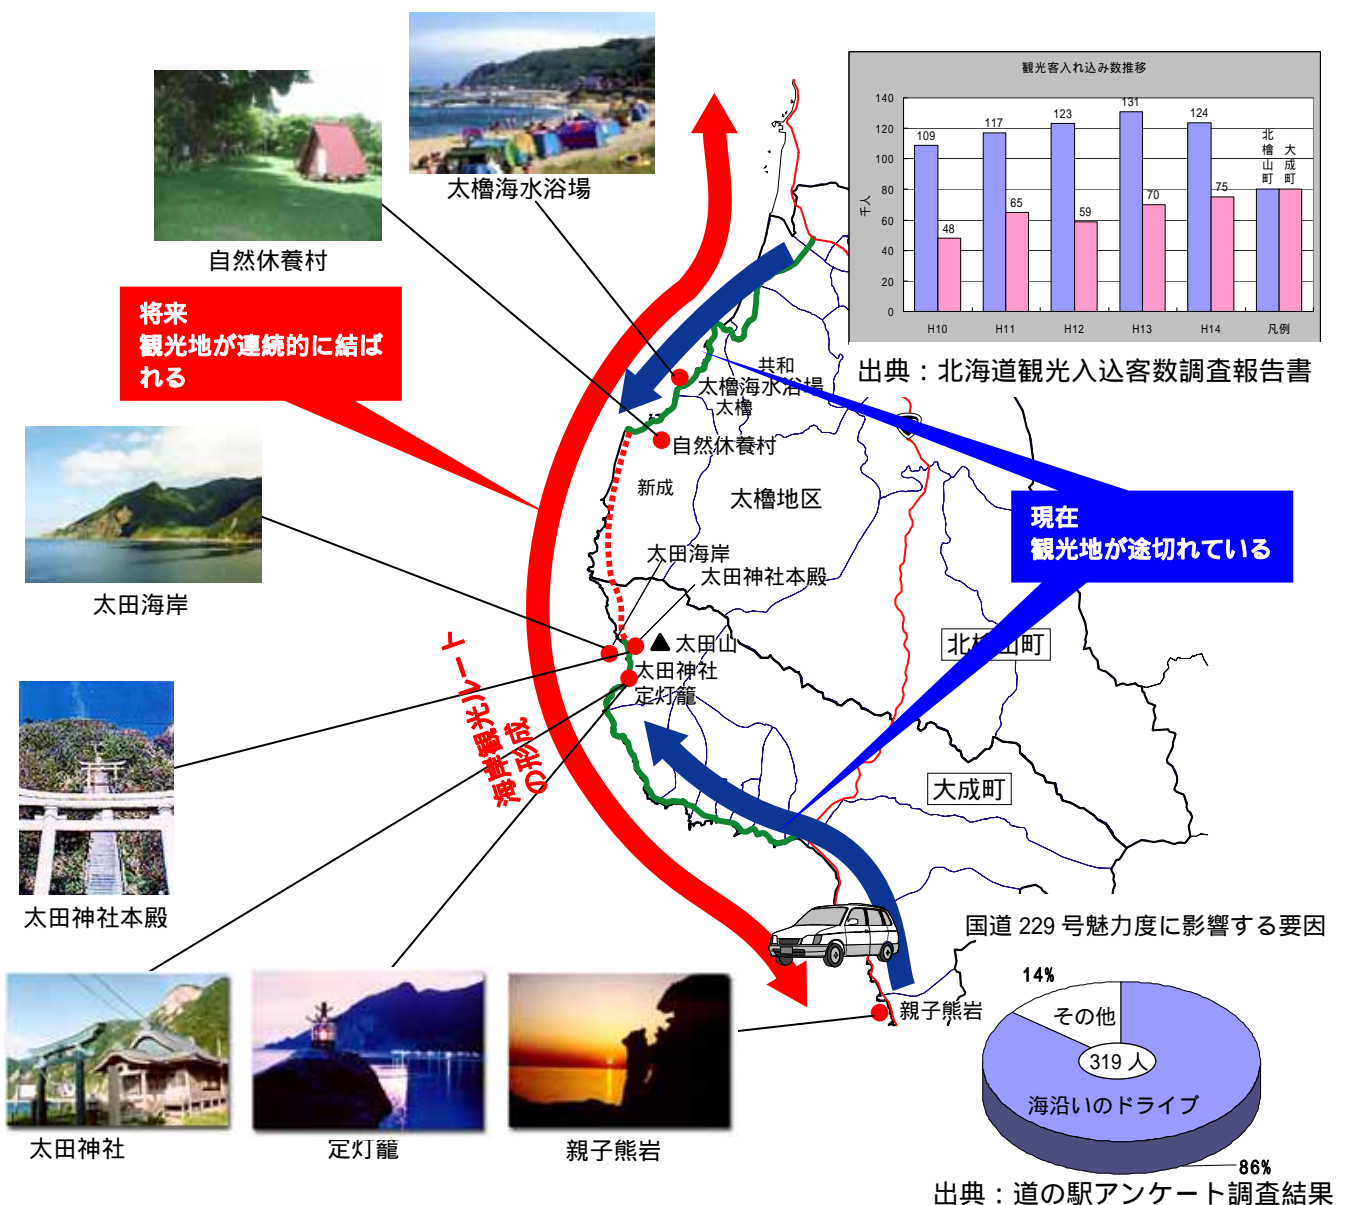 太櫓海水浴場
自然休養村
将来
観光地が連続的に結ば
れる
観光客入れ込み数推移
千人
140
120
100
80
60
40
20
0
109
48
117
65
123
59
131
70
124
75
北檜山町
大成町
H10
H11
H12
H13
H14
凡例
出典：北海道観光入込客数調査報告書
共和
太櫓海水浴場
太櫓
自然休養村
新成
太櫓地区
現在
観光地が途切れている
太田海岸
太田海岸
太田神社本殿
太田山
太田神社
定灯籠
北檜山町
海岸観光ルート
の形成
大成町
太田神社本殿
国道 229 号魅力度に影響する要因
14%
その他
319 人
海沿いのドライブ
86%
出典：道の駅アンケート調査結果
親子熊岩
太田神社
定灯籠
親子熊岩